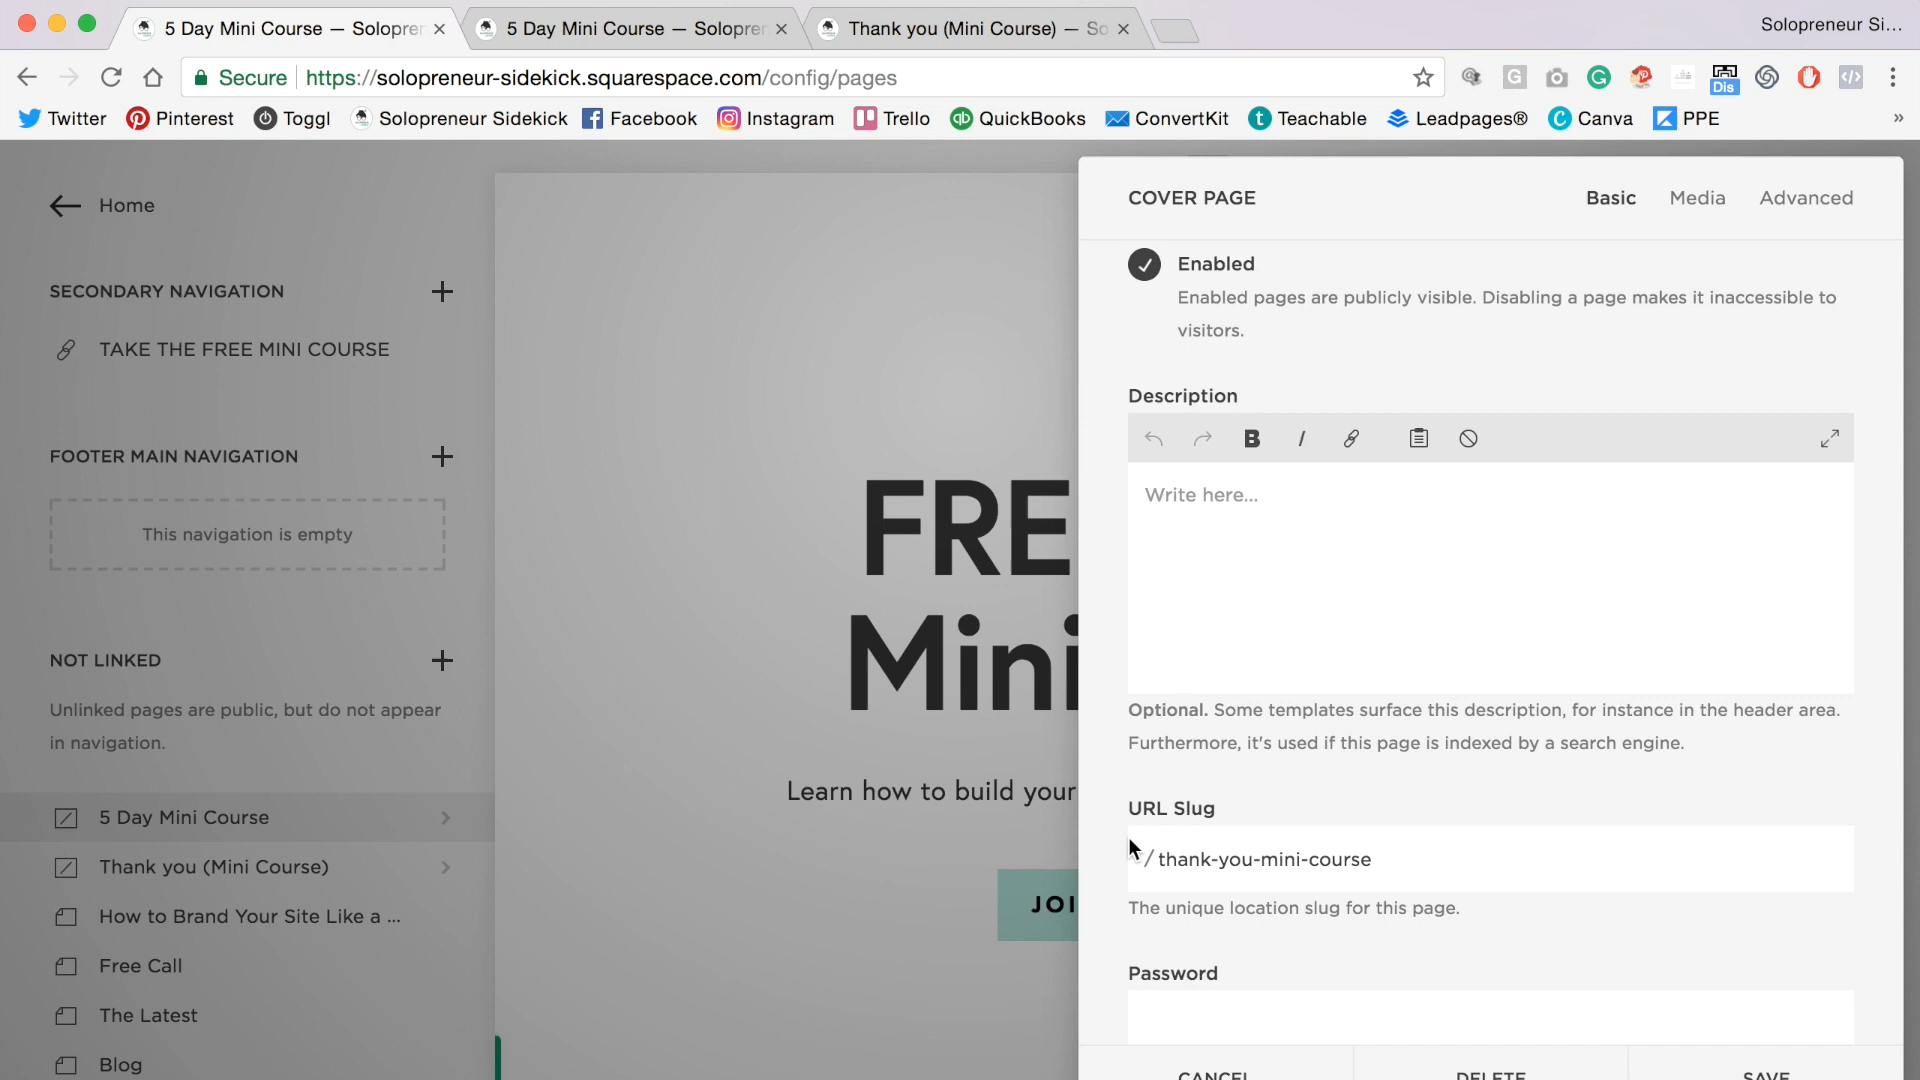 5 Day Mini Course — Soloprer
5 Day Mini Course — Soloprer
Thank you (Mini Course) — So
Solopreneur Si...
Secure
https://solopreneur-sidekick.squarespace.com/config/pages
Dis
Twitter
Pinterest
Toggl
Solopreneur Sidekick
Facebook
Instagram
Trello
QuickBooks
ConvertKit
Teachable
Leadpages®
Canva
PPE
»
Home
SECONDARY NAVIGATION
TAKE THE FREE MINI COURSE
FOOTER MAIN NAVIGATION
This navigation is empty
NOT LINKED
Unlinked pages are public, but do not appear
in navigation.
5 Day Mini Course
Thank you (Mini Course)
How to Brand Your Site Like a ...
Free Call
The Latest
Blog
FRE
Mini
Learn how to build your
JOI
COVER PAGE
Basic
Media
Advanced
Enabled
Enabled pages are publicly visible. Disabling a page makes it inaccessible to
visitors.
Description
B I
Write here...
Optional. Some templates surface this description, for instance in the header area.
Furthermore, it's used if this page is indexed by a search engine.
URL Slug
/ thank-you-mini-course
The unique location slug for this page.
Password
CANCEL
DELETE
SAVE